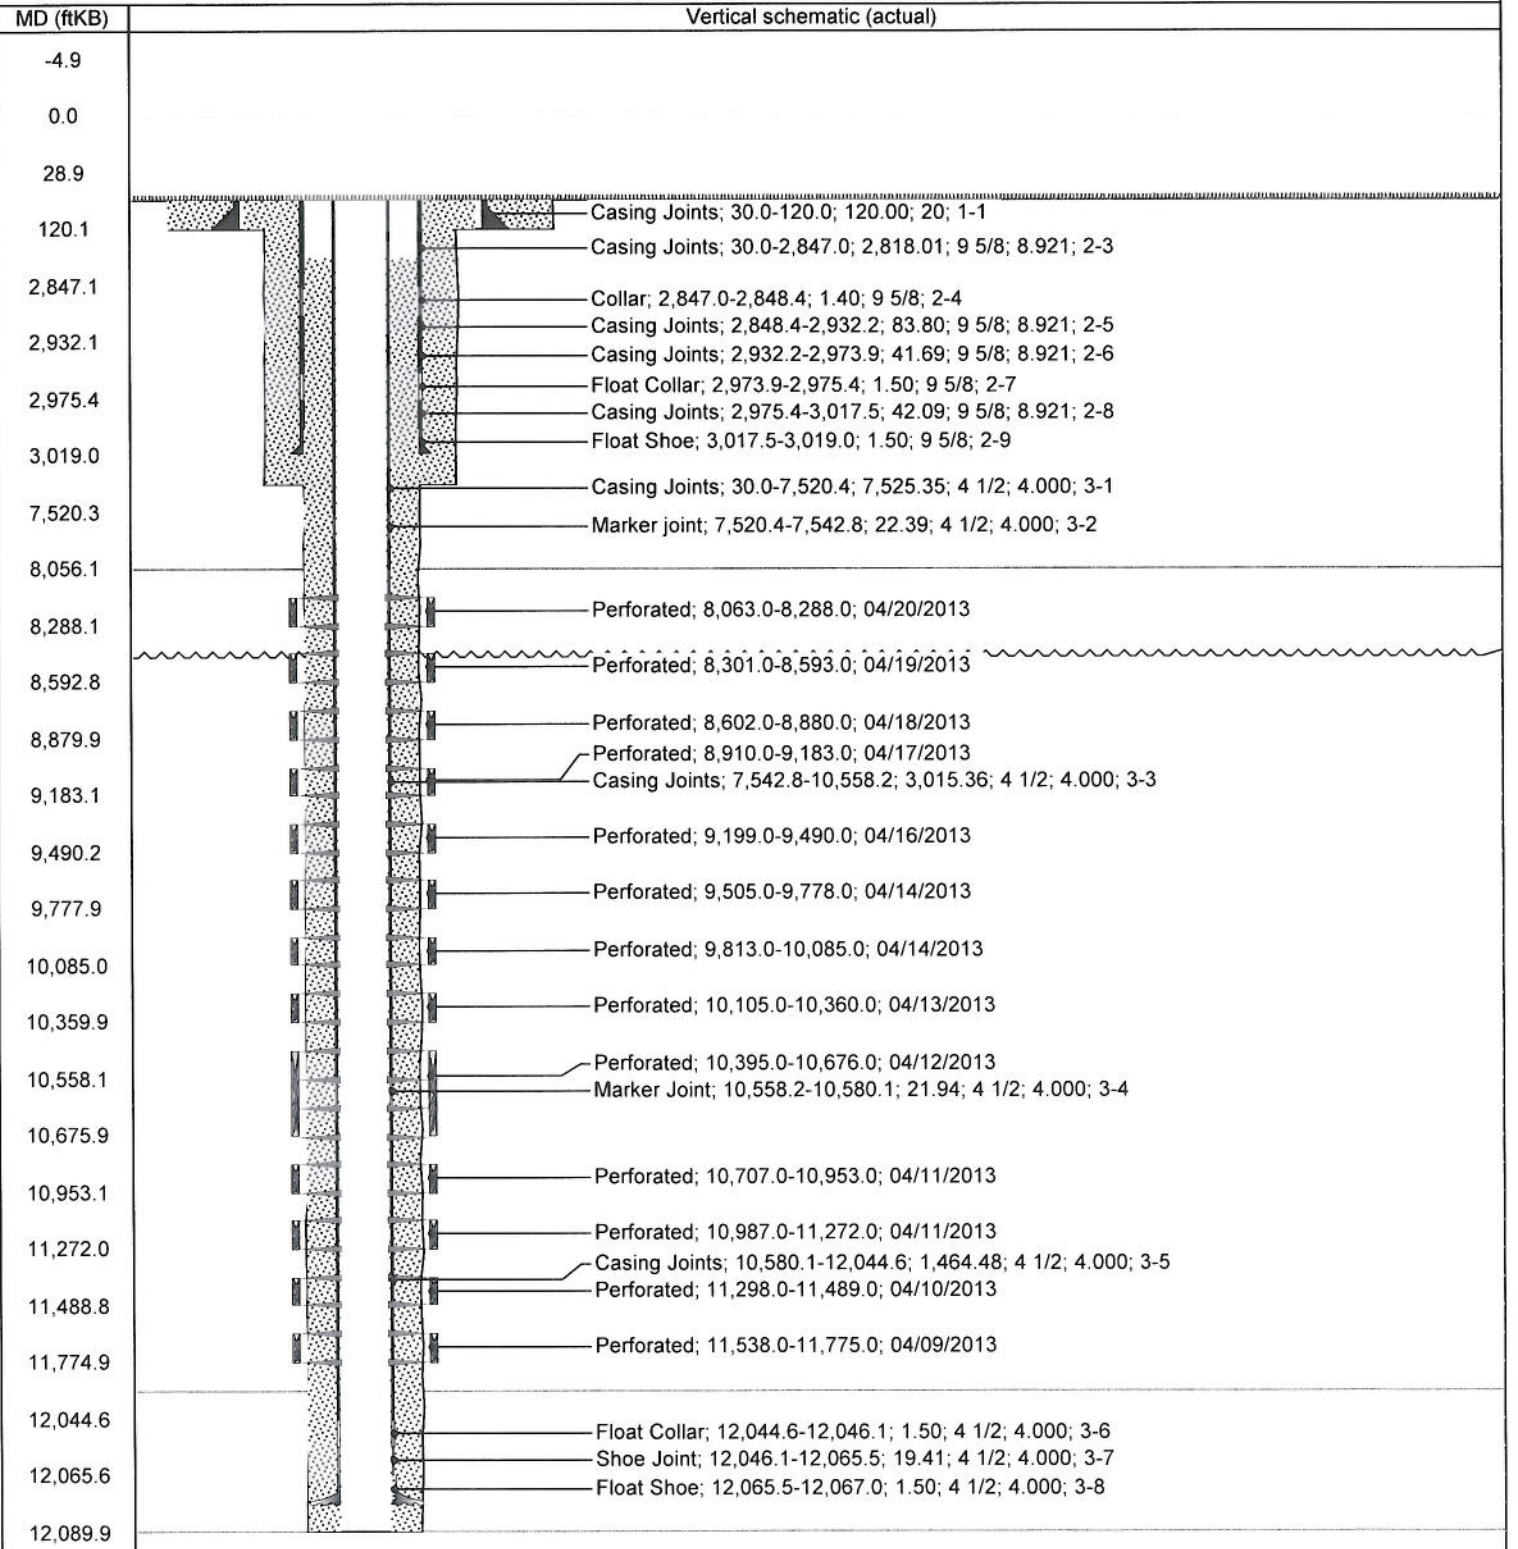 MD (ftKB) Vertical schematic (actual)
-4.9
0.0
28.9
Casing Joints; 30.0-120.0; 120.00; 20; 1-1
120.1
Casing Joints; 30.0-2,847.0; 2,818.01; 9 5/8; 8.921; 2-3
2,847.1
Collar; 2,847.0-2,848.4; 1.40; 9 5/8; 2-4
Casing Joints; 2,848.4-2,932.2; 83.80; 9 5/8; 8.921; 2-5
2,932.1
Casing Joints; 2,932.2-2,973.9; 41.69; 9 5/8; 8.921; 2-6
Float Collar; 2,973.9-2,975.4; 1.50; 9 5/8; 2-7
2,975.4
Casing Joints; 2,975.4-3,017.5; 42.09; 9 5/8; 8.921; 2-8
Float Shoe; 3,017.5-3,019.0; 1.50; 9 5/8; 2-9
3,019.0
Casing Joints; 30.0-7,520.4; 7,525.35; 4 1/2; 4.000; 3-1
7,520.3
Marker joint; 7,520.4-7,542.8; 22.39; 4 1/2; 4.000; 3-2
8,056.1
Perforated; 8,063.0-8,288.0; 04/20/2013
8,288.1
Perforated; 8,301.0-8,593.0; 04/19/2013
8,592.8
Perforated; 8,602.0-8,880.0; 04/18/2013
8,879.9
Perforated; 8,910.0-9,183.0; 04/17/2013
Casing Joints; 7,542.8-10,558.2; 3,015.36; 4 1/2; 4.000; 3-3
9,183.1
Perforated; 9,199.0-9,490.0; 04/16/2013
9,490.2
Perforated; 9,505.0-9,778.0; 04/14/2013
9,777.9
Perforated; 9,813.0-10,085.0; 04/14/2013
10,085.0
Perforated; 10,105.0-10,360.0; 04/13/2013
10,359.9
Perforated; 10,395.0-10,676.0; 04/12/2013
10,558.1
Marker Joint; 10,558.2-10,580.1; 21.94; 4 1/2; 4.000; 3-4
10,675.9
Perforated; 10,707.0-10,953.0; 04/11/2013
10,953.1
Perforated; 10,987.0-11,272.0; 04/11/2013
11,272.0
Casing Joints; 10,580.1-12,044.6; 1,464.48; 4 1/2; 4.000; 3-5
Perforated; 11,298.0-11,489.0; 04/10/2013
11,488.8
Perforated; 11,538.0-11,775.0; 04/09/2013
11,774.9
12,044.6
Float Collar; 12,044.6-12,046.1; 1.50; 4 1/2; 4.000; 3-6
Shoe Joint; 12,046.1-12,065.5; 19.41; 4 1/2; 4.000; 3-7
12,065.6
Float Shoe; 12,065.5-12,067.0; 1.50; 4 1/2; 4.000; 3-8
12,089.9